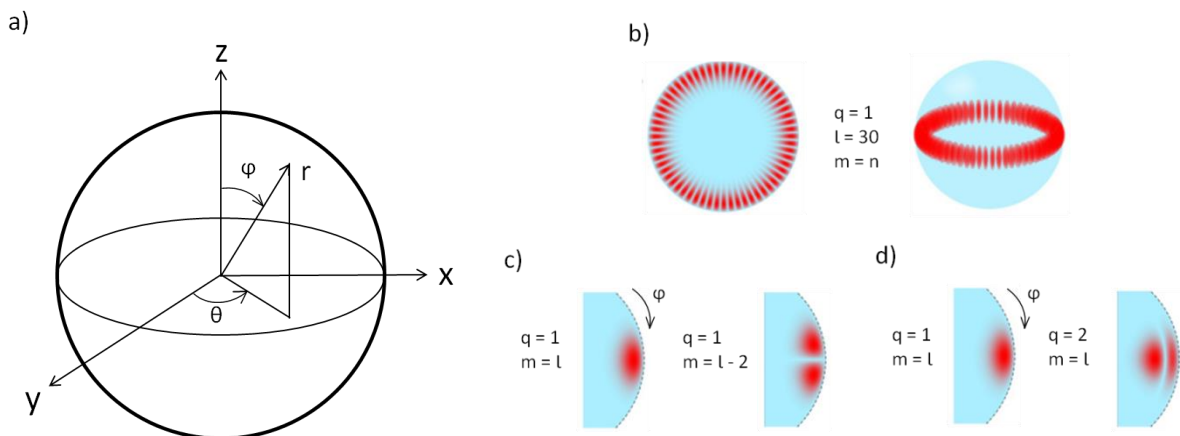 a)
z
φ
r
x
θ
y
b)
q = 1
l = 30
m = n
c)
q = 1
m = l
φ
q = 1
m = l - 2
d)
q = 1
m = l
φ
q = 2
m = l